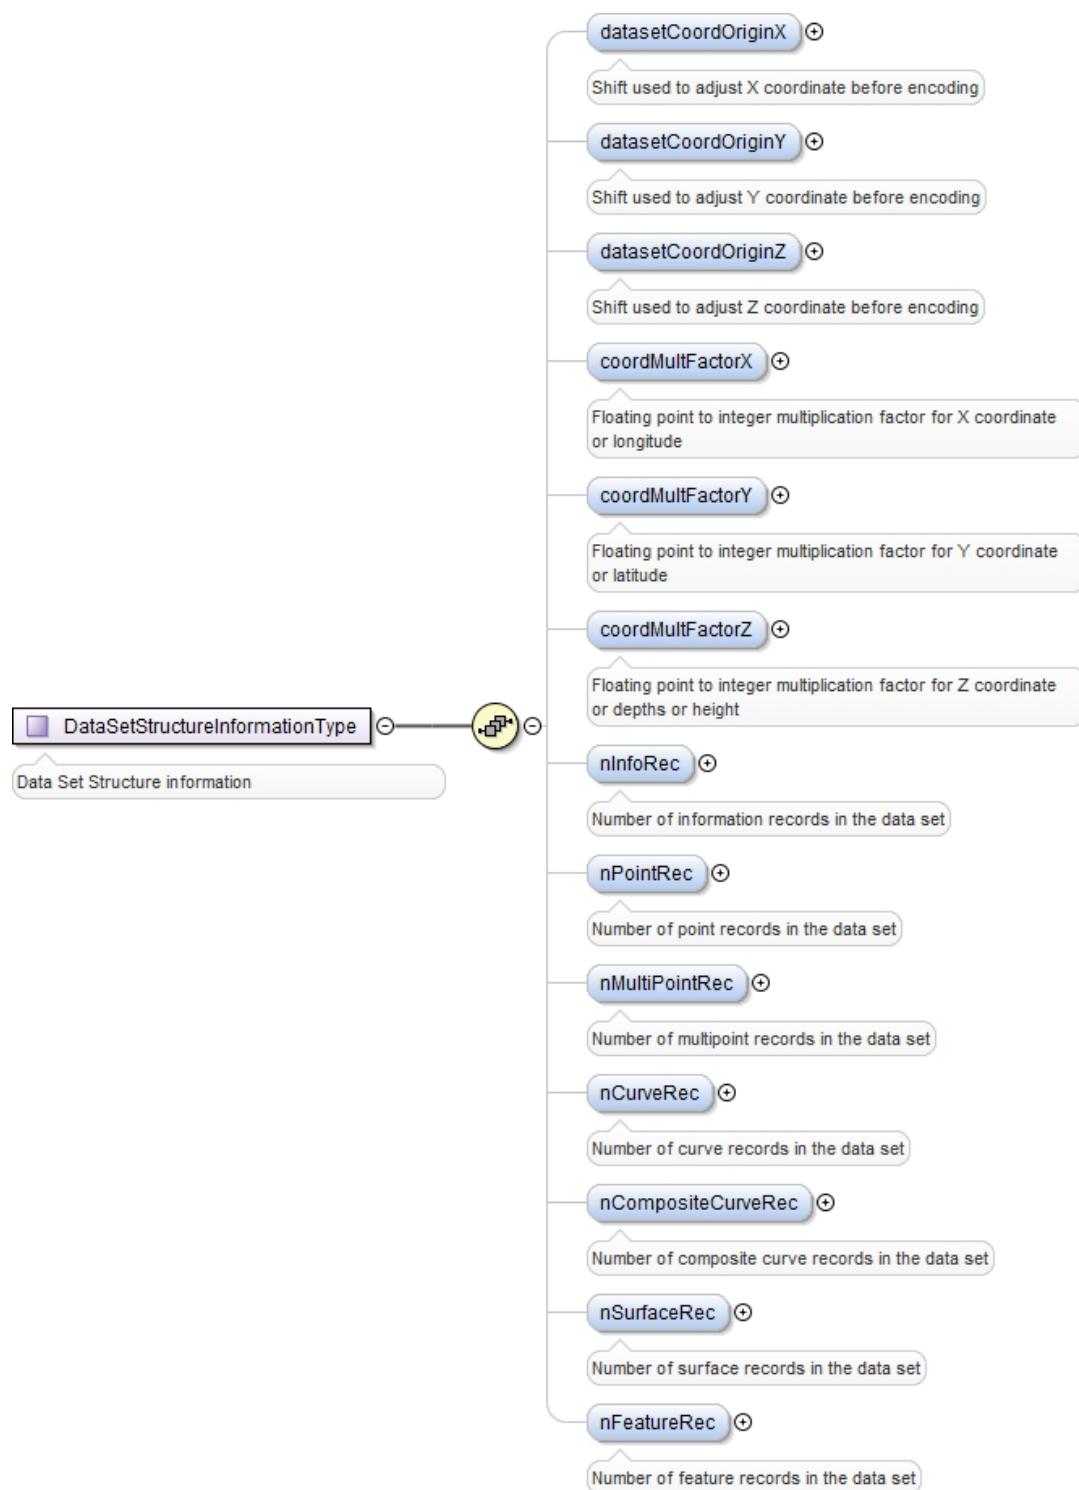 datasetCoordOriginX
Shift used to adjust X coordinate before encoding
datasetCoordOriginY
Shift used to adjust Y coordinate before encoding
datasetCoordOriginZ
Shift used to adjust Z coordinate before encoding
coordMultFactorX
Floating point to integer multiplication factor for X coordinate
or longitude
coordMultFactorY
Floating point to integer multiplication factor for Y coordinate
or latitude
coordMultFactorZ
Floating point to integer multiplication factor for Z coordinate
or depths or height
DataSetStructureInformationType
Data Set Structure information
nInfoRec
Number of information records in the data set
nPointRec
Number of point records in the data set
nMultiPointRec
Number of multipoint records in the data set
nCurveRec
Number of curve records in the data set
nCompositeCurveRec
Number of composite curve records in the data set
nSurfaceRec
Number of surface records in the data set
nFeatureRec
Number of feature records in the data set